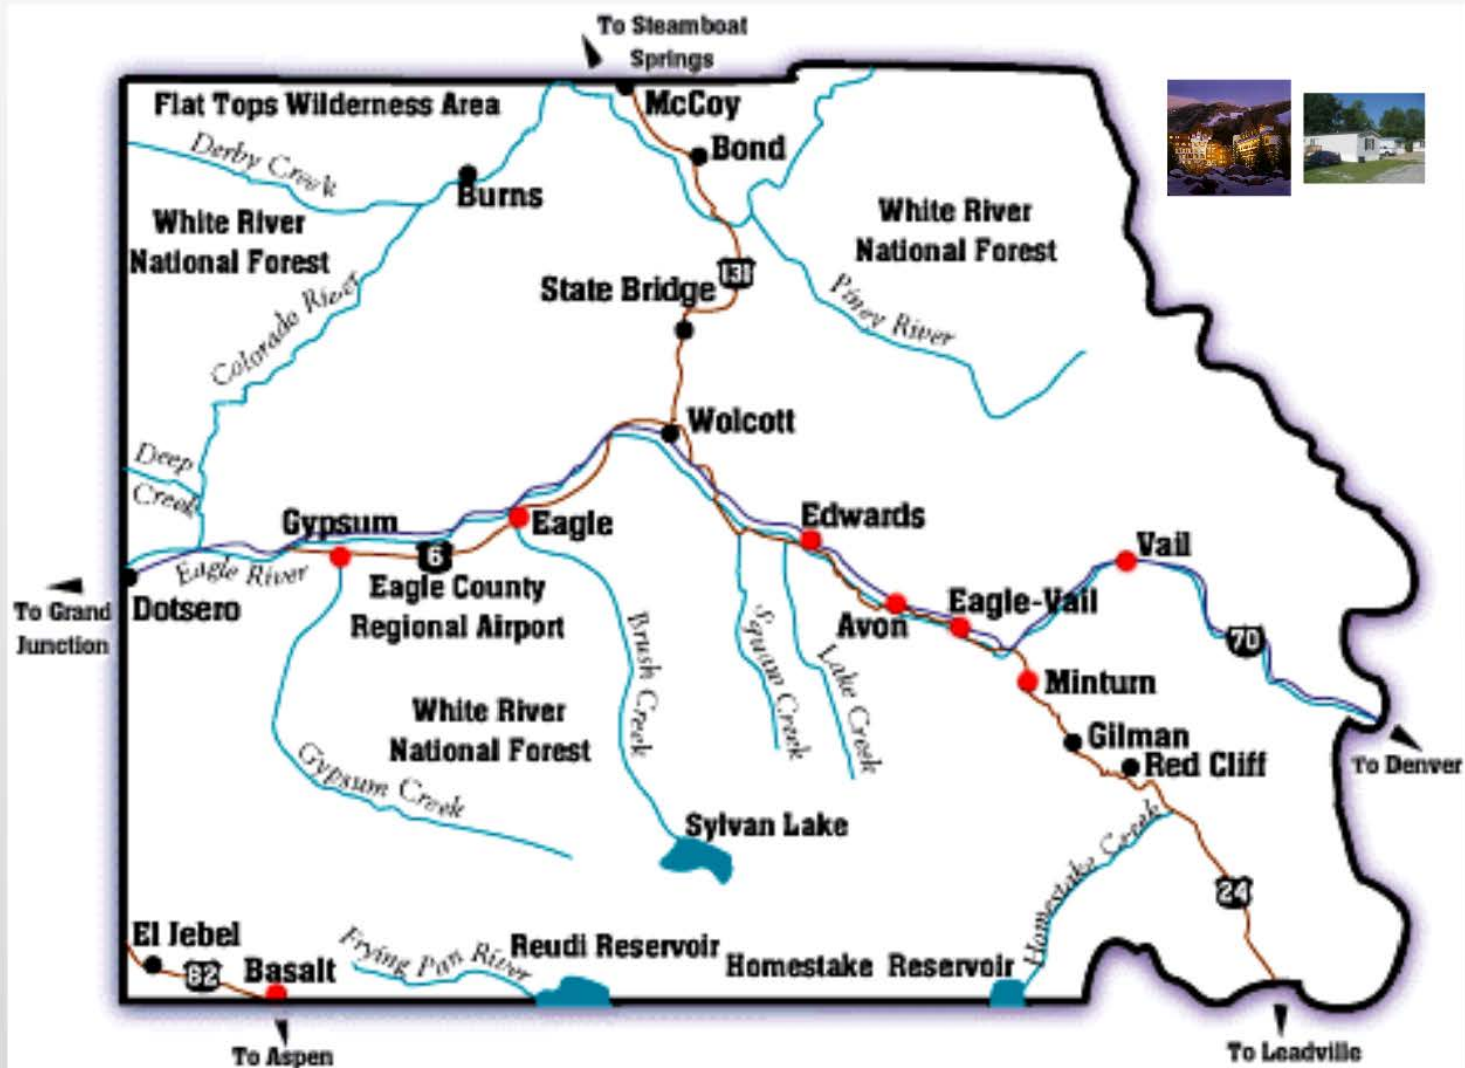 To Steamboat
Springs
Flat Tops Wilderness Area
McCoy
Derby Creek
Bond
Burns
White River
National Forest
White River
National Forest
131
State Bridge
Colorado River
Piney River
Wolcott
Deep
Creek
Gypsum
Eagle
Edwards
6
Vail
Eagle River
Eagle County
Regional Airport
To Grand
Junction
Dotsero
Avon
Eagle-Vail
70
Brush Creek
Squaw Creek
Lake Creek
Minturn
White River
National Forest
Gilman
Red Cliff
To Denver
Gypsum Creek
Sylvan Lake
Homestake Creek
24
El Jebel
82
Basalt
Frying Pan River
Reudi Reservoir
Homestake Reservoir
To Aspen
To Leadville